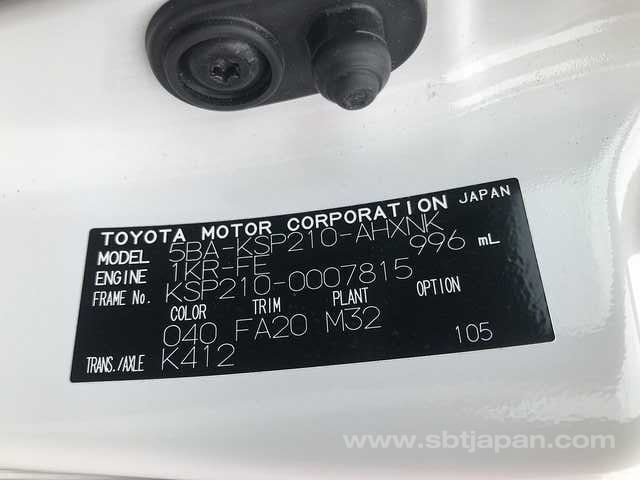 TOYOTA MOTOR CORPORATION JAPAN
MODEL 5BA-KSP210-AHXNK
ENGINE 1KR-FE 996 mL
FRAME No. KSP210-0007815
COLOR TRIM PLANT OPTION
040 FA20 M32
TRANS./AXLE K412 105
www.sbtjapan.com